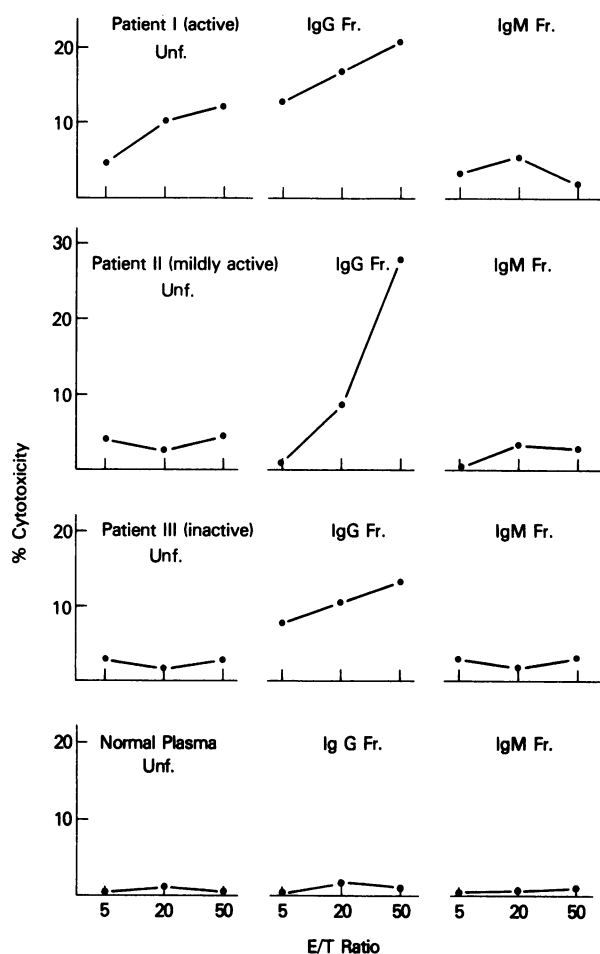 Patient I (active)
Unf.
IgG Fr.
IgM Fr.
20
10
Patient II (mildly active)
Unf.
IgG Fr.
IgM Fr.
30
20
10
% Cytotoxicity
Patient III (inactive)
Unf.
IgG Fr.
IgM Fr.
20
10
Normal Plasma
Unf.
Ig G Fr.
IgM Fr.
20
10
5 20 50 5 20 50 5 20 50
E/T Ratio